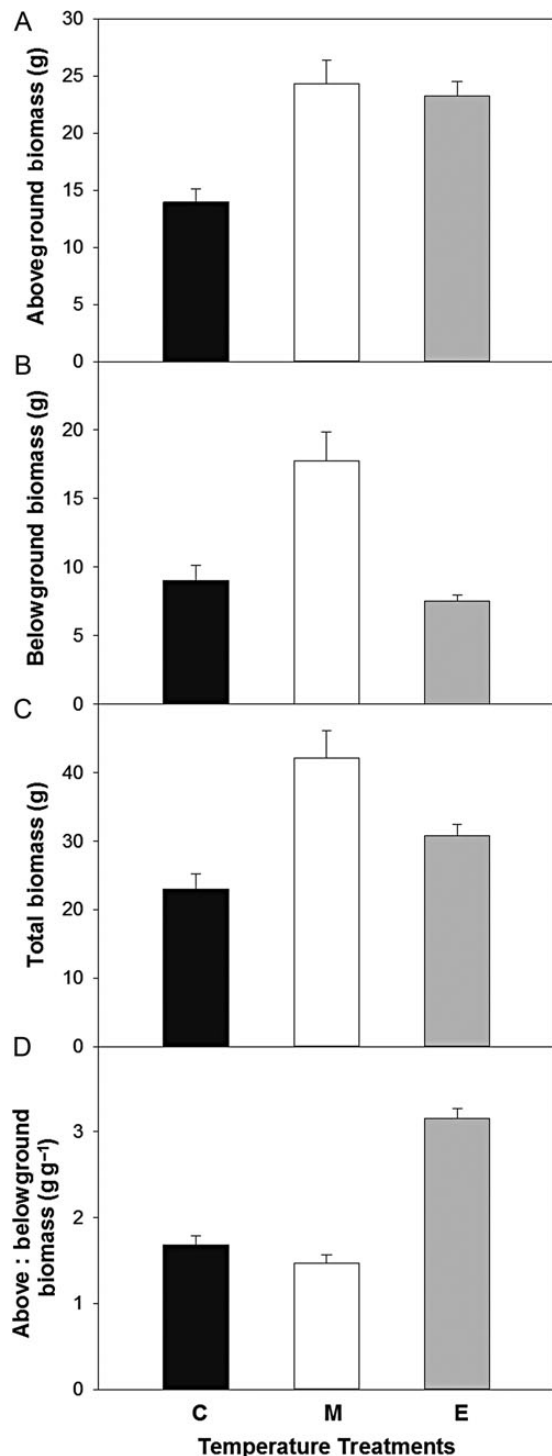 A
Aboveground biomass (g)
30
25
20
15
10
5
0
B
Belowground biomass (g)
20
15
10
5
0
C
Total biomass (g)
40
30
20
10
0
D
Above : belowground
biomass (g g⁻¹)
3
2
1
0
C M E
Temperature Treatments